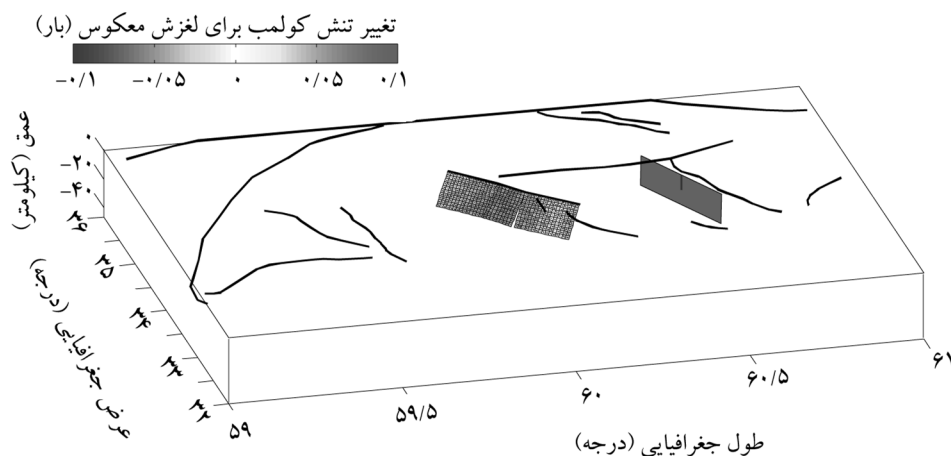 تغییر تنش کولمب برای لغزش معکوس (بار)
-۰/۱ -۰/۰۵ ۰ ۰/۰۵ ۰/۱
عمق (کیلومتر)
۰
-۲۰
-۴۰
۳۶
۳۵
۳۴
۳۳
۳۲
عرض جغرافیایی (درجه)
۵۹ ۵۹/۵ ۶۰ ۶۰/۵ ۶۱
طول جغرافیایی (درجه)